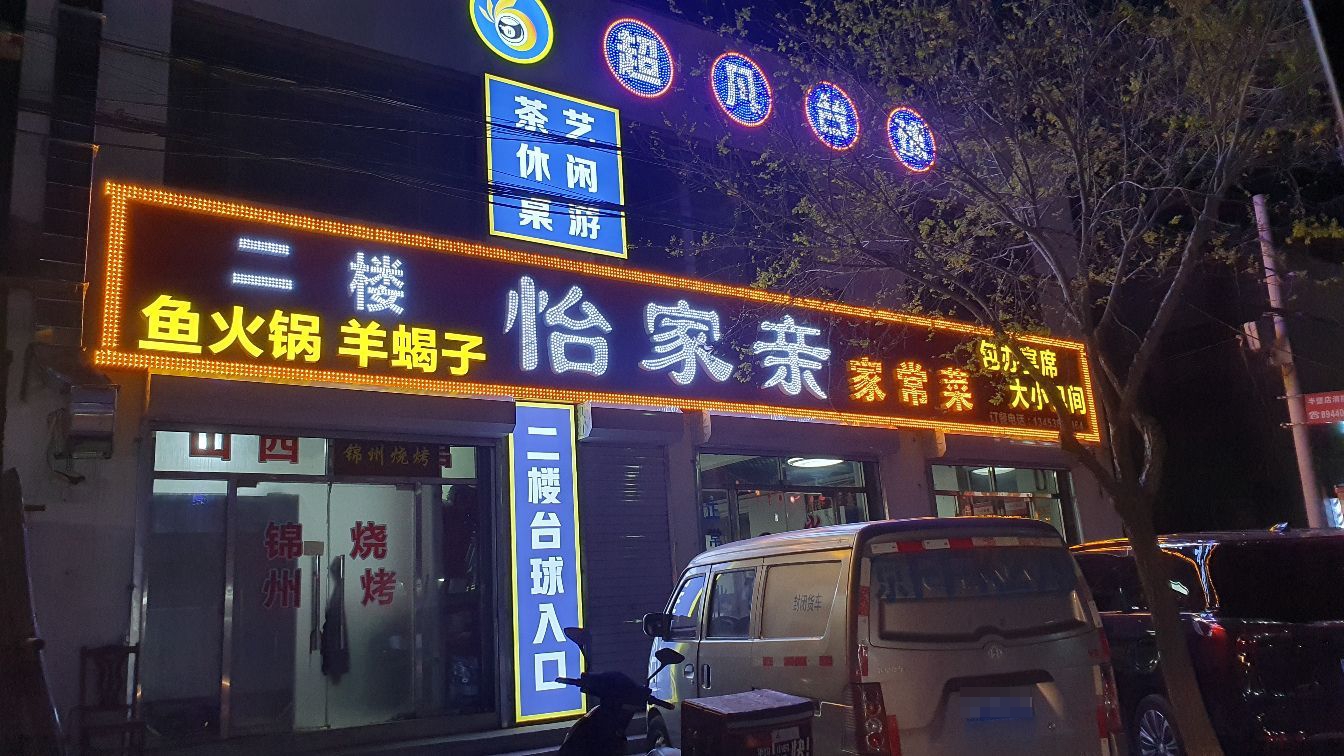 超凡台球
茶艺
休闲
桌游
二楼
鱼火锅 羊蝎子
怡家亲
家常菜
包办宴席
大小包间
二楼台球入口
山西
锦州烧烤
锦州
烧烤
封闭货车